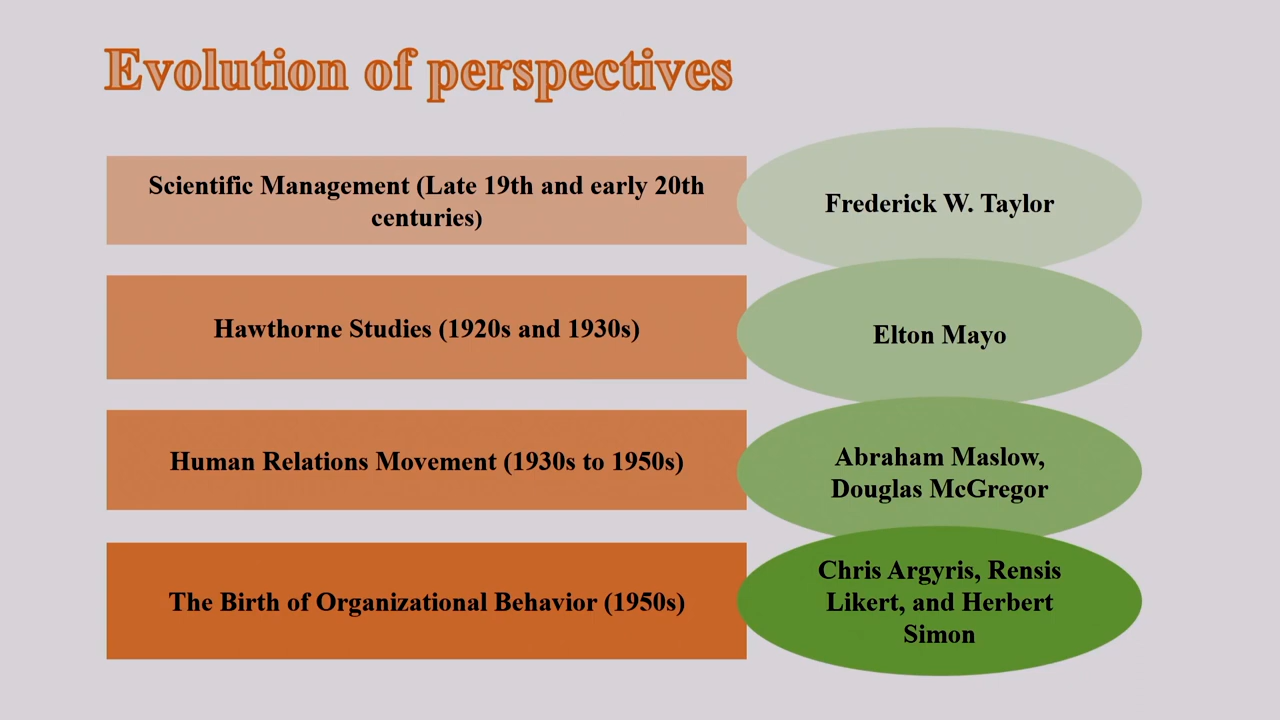 Evolution of perspectives
Scientific Management (Late 19th and early 20th
centuries)
Frederick W. Taylor
Hawthorne Studies (1920s and 1930s)
Elton Mayo
Human Relations Movement (1930s to 1950s)
Abraham Maslow,
Douglas McGregor
The Birth of Organizational Behavior (1950s)
Chris Argyris, Rensis
Likert, and Herbert
Simon